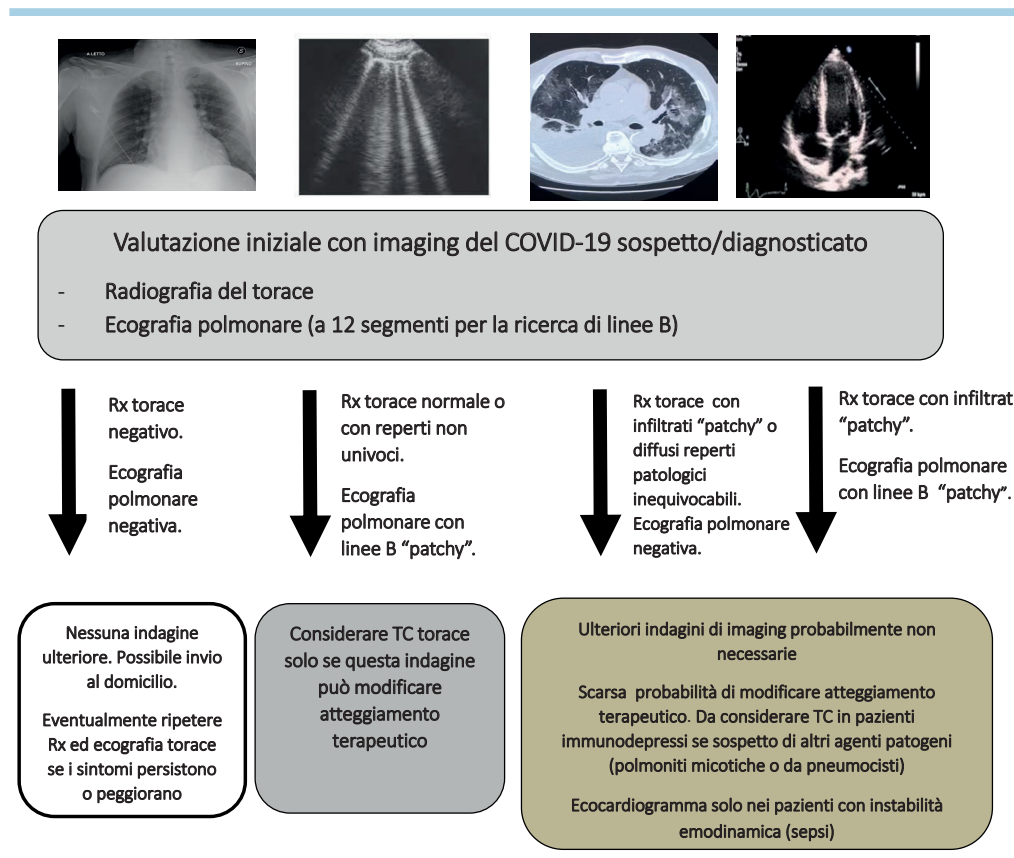 A LETTO
S
SUPINO
Valutazione iniziale con imaging del COVID-19 sospetto/diagnosticato
- Radiografia del torace
- Ecografia polmonare (a 12 segmenti per la ricerca di linee B)
Rx torace
negativo.
Ecografia
polmonare
negativa.
Rx torace normale o
con reperti non
univoci.
Ecografia
polmonare con
linee B “patchy”.
Rx torace con
infiltrati “patchy” o
diffusi reperti
patologici
inequivocabili.
Ecografia polmonare
negativa.
Rx torace con infiltrat
“patchy”.
Ecografia polmonare
con linee B “patchy”.
Nessuna indagine
ulteriore. Possibile invio
al domicilio.
Eventualmente ripetere
Rx ed ecografia torace
se i sintomi persistono
o peggiorano
Considerare TC torace
solo se questa indagine
può modificare
atteggiamento
terapeutico
Ulteriori indagini di imaging probabilmente non
necessarie
Scarsa probabilità di modificare atteggiamento
terapeutico. Da considerare TC in pazienti
immunodepressi se sospetto di altri agenti patogeni
(polmoniti micotiche o da pneumocisti)
Ecocardiogramma solo nei pazienti con instabilità
emodinamica (sepsi)